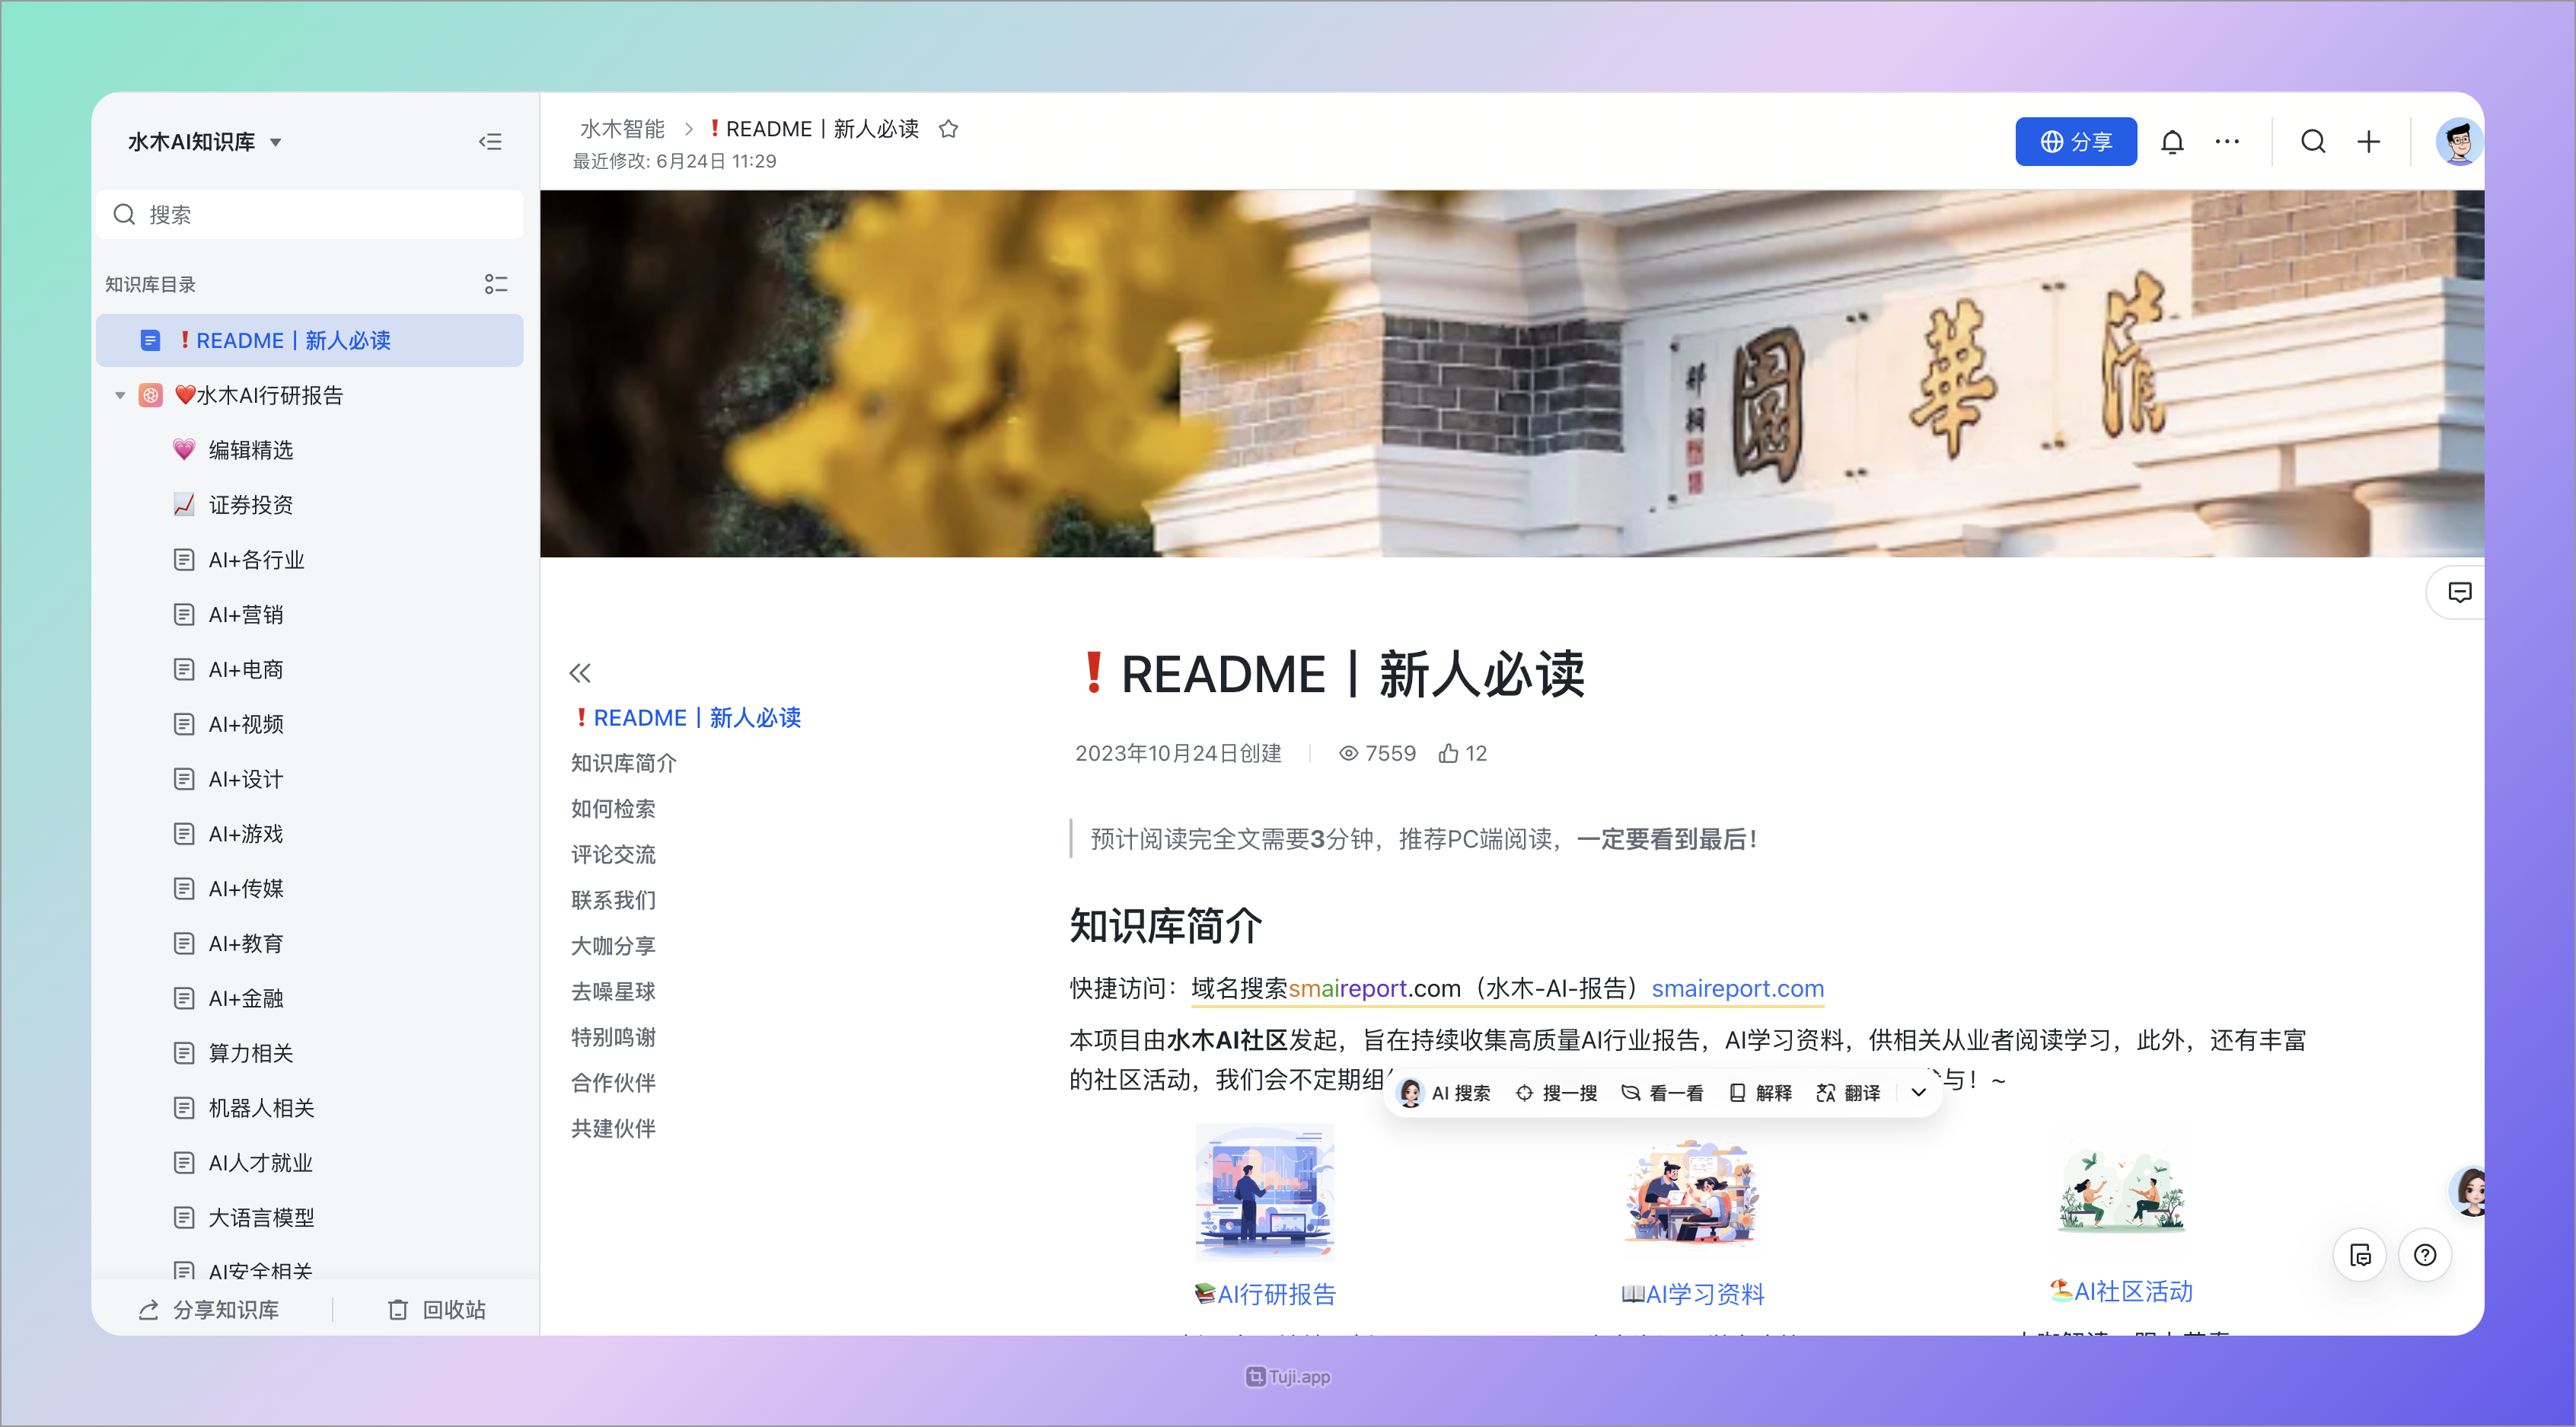 水木AI知识库
搜索
知识库目录
❗README丨新人必读
❤️水木AI行研报告
💗 编辑精选
📈 证券投资
AI+各行业
AI+营销
AI+电商
AI+视频
AI+设计
AI+游戏
AI+传媒
AI+教育
AI+金融
算力相关
机器人相关
AI人才就业
大语言模型
AI安全相关
分享知识库
回收站
水木智能 > ❗README丨新人必读
最近修改: 6月24日 11:29
分享
清華園
那桐
❗README丨新人必读
知识库简介
如何检索
评论交流
联系我们
大咖分享
去噪星球
特别鸣谢
合作伙伴
共建伙伴
❗README丨新人必读
2023年10月24日创建 | 7559 12
预计阅读完全文需要3分钟，推荐PC端阅读，一定要看到最后！
知识库简介
快捷访问：域名搜索smaireport.com（水木-AI-报告）smaireport.com
本项目由水木AI社区发起，旨在持续收集高质量AI行业报告，AI学习资料，供相关从业者阅读学习，此外，还有丰富
的社区活动，我们会不定期组 与！~
AI 搜索 搜一搜 看一看 解释 翻译
📚AI行研报告
📖AI学习资料
🏖️AI社区活动
Tuji.app